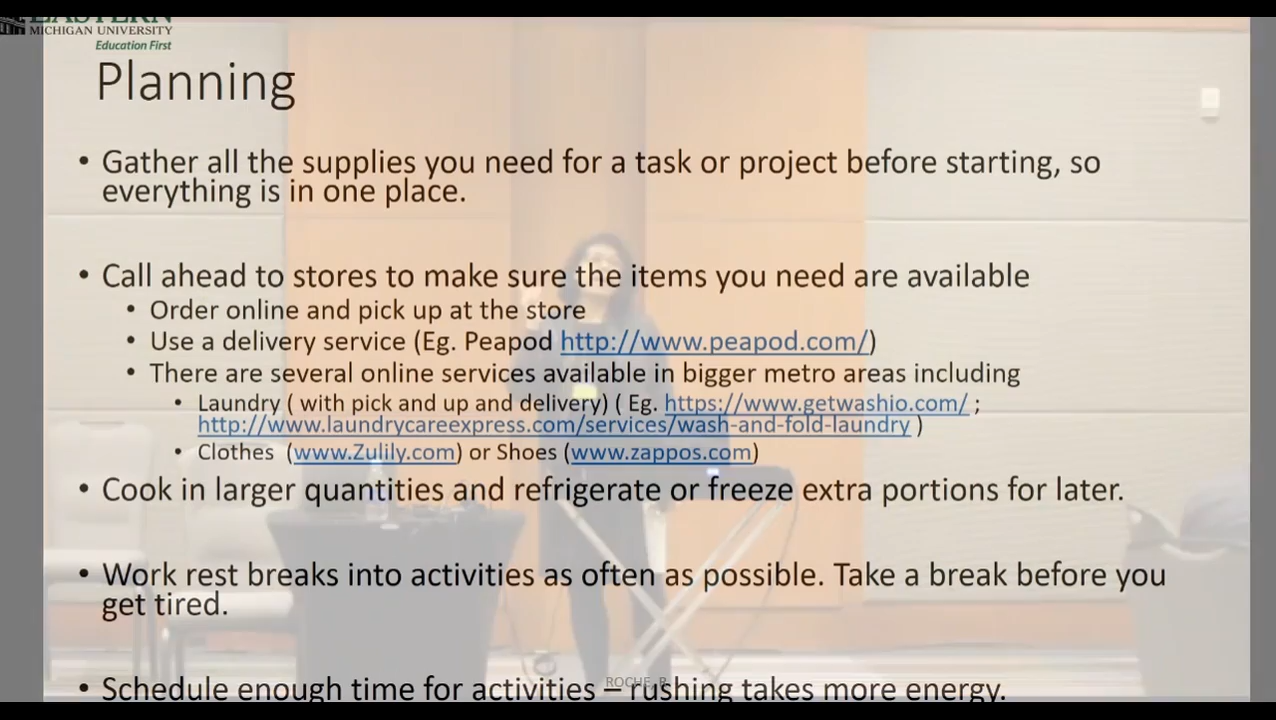 EASTERN
MICHIGAN UNIVERSITY
Education First
Planning
• Gather all the supplies you need for a task or project before starting, so
everything is in one place.
• Call ahead to stores to make sure the items you need are available
• Order online and pick up at the store
• Use a delivery service (Eg. Peapod http://www.peapod.com/)
• There are several online services available in bigger metro areas including
• Laundry ( with pick and up and delivery) ( Eg. https://www.getwashio.com/ ;
http://www.laundrycareexpress.com/services/wash-and-fold-laundry )
• Clothes (www.Zulily.com) or Shoes (www.zappos.com)
• Cook in larger quantities and refrigerate or freeze extra portions for later.
• Work rest breaks into activities as often as possible. Take a break before you
get tired.
• Schedule enough time for activities – rushing takes more energy.
ROCHE, R